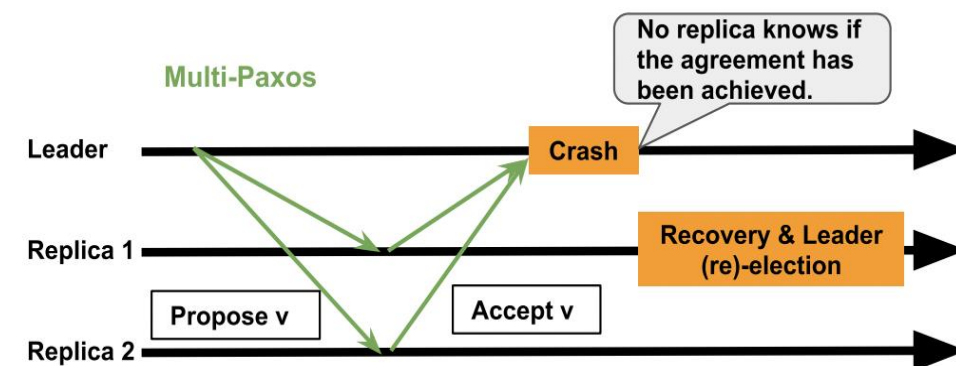 No replica knows if
the agreement has
been achieved.
Multi-Paxos
Leader
Crash
Replica 1
Recovery & Leader
(re)-election
Propose v
Accept v
Replica 2